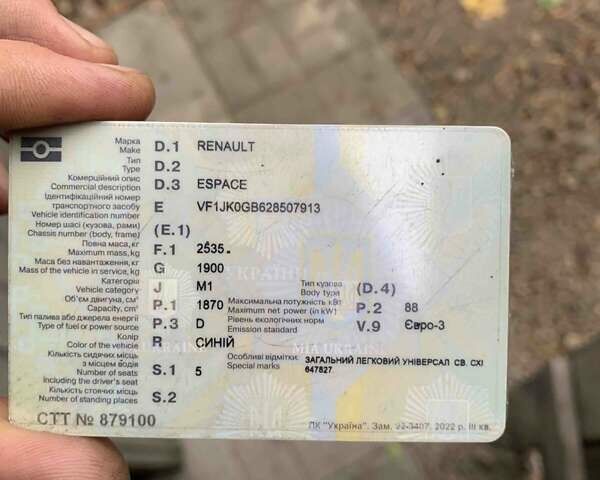 Марка D.1 RENAULT
Make
Тип D.2
Type
Комерційний опис D.3 ESPACE
Commercial description
Ідентифікаційний номер
транспортного засобу E VF1JK0GB628507913
Vehicle identification number
Номер шасі (кузова, рами) (E.1)
Chassis number (body, frame)
Повна маса, кг F.1 2535
Maximum mass, kg
Маса без навантаження, кг G 1900
Mass of the vehicle in service, kg
Категорія J M1 Тип кузова (D.4)
Vehicle category Body type
Об'єм двигуна, см³ P.1 1870 Максимальна потужність кВт P.2 88
Capacity, cm³ Maximum net power (in kW)
Тип палива або джерела енергії P.3 D Рівень екологічних норм V.9 Євро-3
Type of fuel or power source Emission standard
Колір R СИНІЙ
Color of the vehicle
Кількість сидячих місць Особливі відмітки ЗАГАЛЬНИЙ ЛЕГКОВИЙ УНІВЕРСАЛ СВ. СХІ
з місцем водія S.1 5 Special marks 647827
Number of seats
Including the driver's seat
Кількість стоячих місць S.2
Number of standing places
СТТ № 879100
ПК "Україна". Зам. 22-3407. 2022 р. III кв.